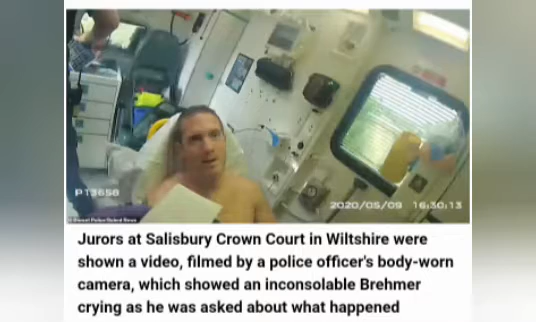 PT3658
2020/05/09 16:30:13
Jurors at Salisbury Crown Court in Wiltshire were
shown a video, filmed by a police officer's body-worn
camera, which showed an inconsolable Brehmer
crying as he was asked about what happened